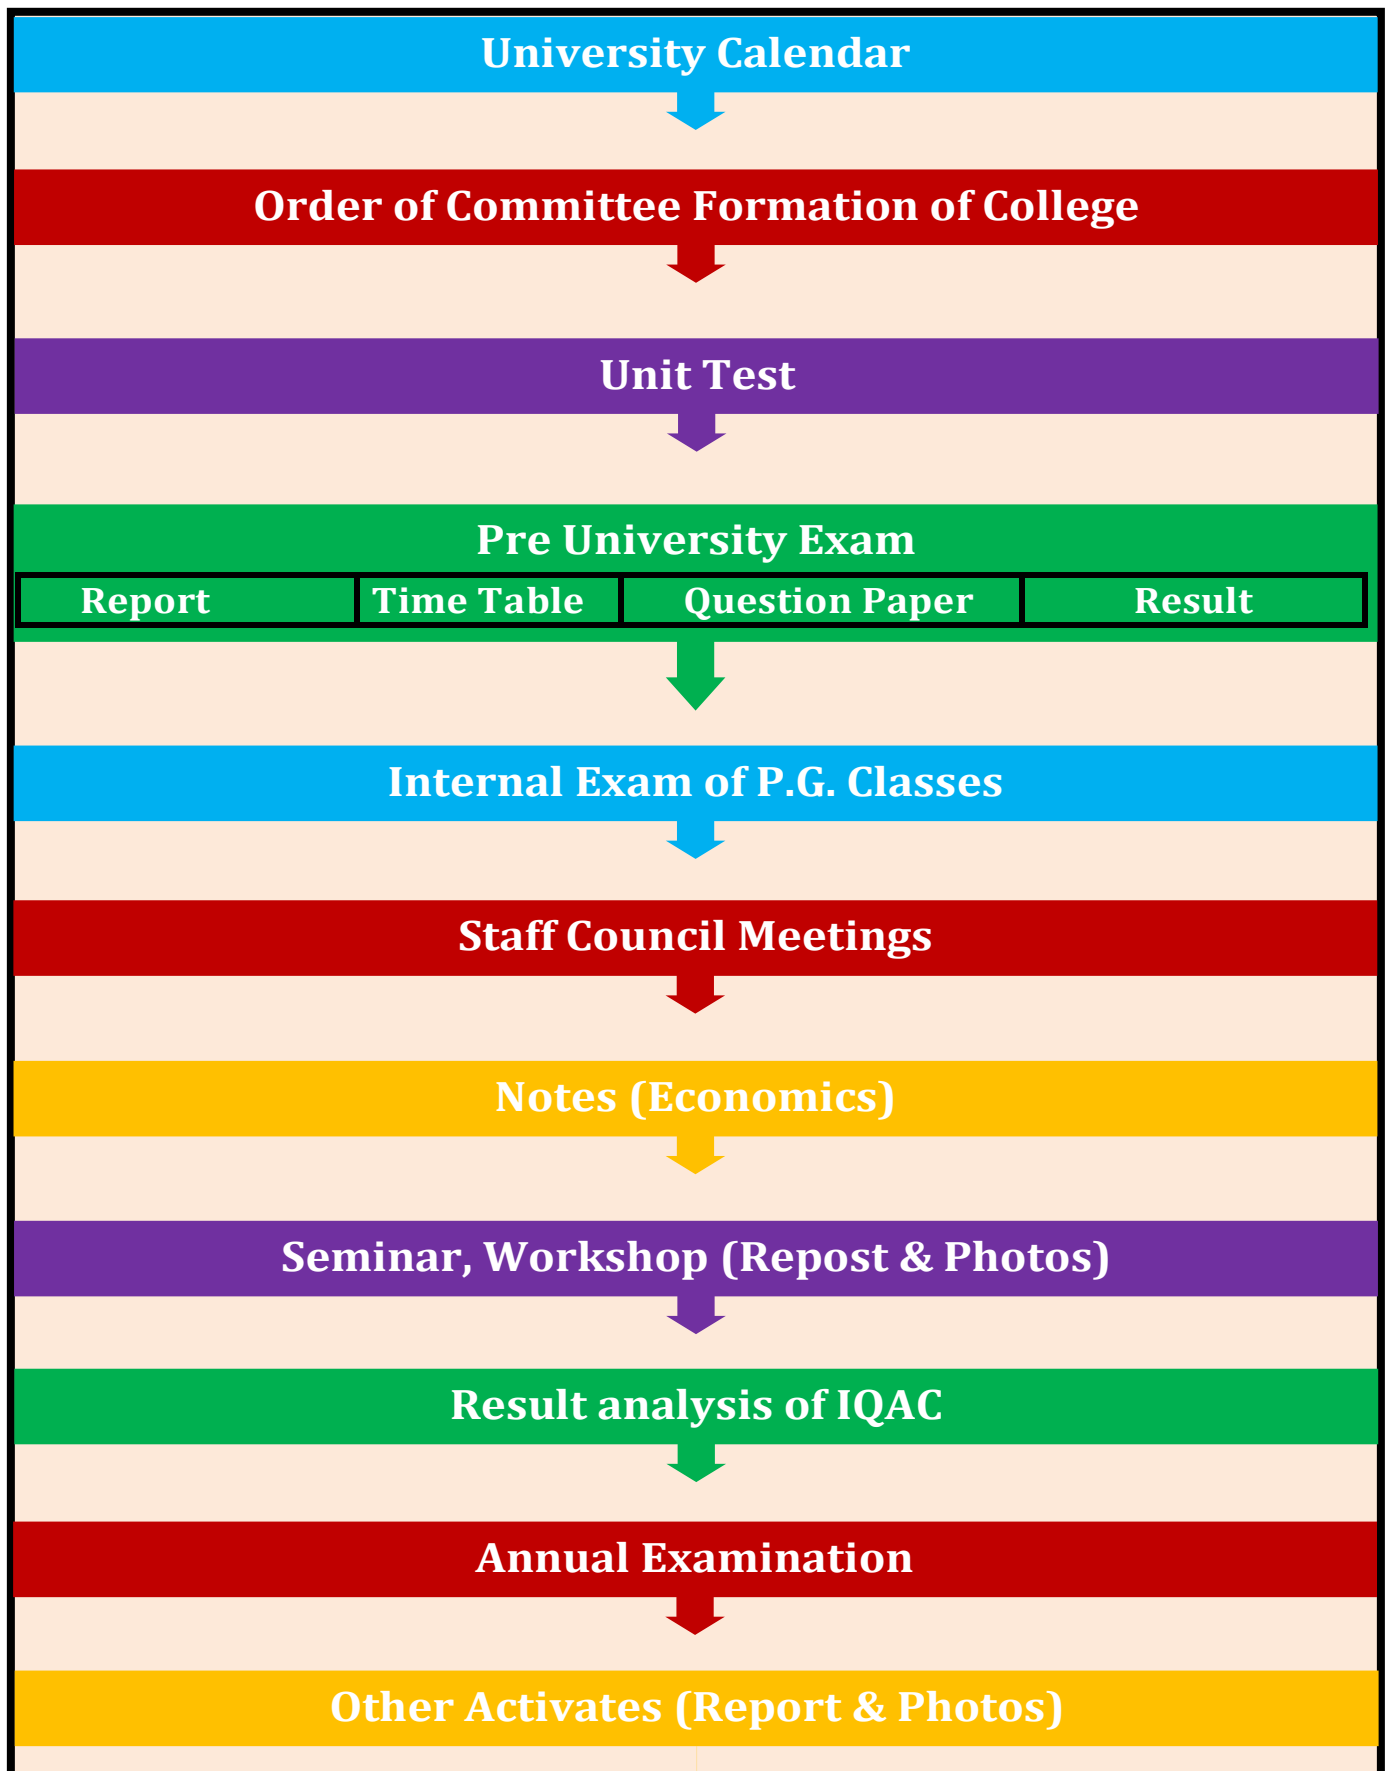 University Calendar
Order of Committee Formation of College
Unit Test
Pre University Exam
Report Time Table Question Paper Result
Internal Exam of P.G. Classes
Staff Council Meetings
Notes (Economics)
Seminar, Workshop (Repost & Photos)
Result analysis of IQAC
Annual Examination
Other Activates (Report & Photos)